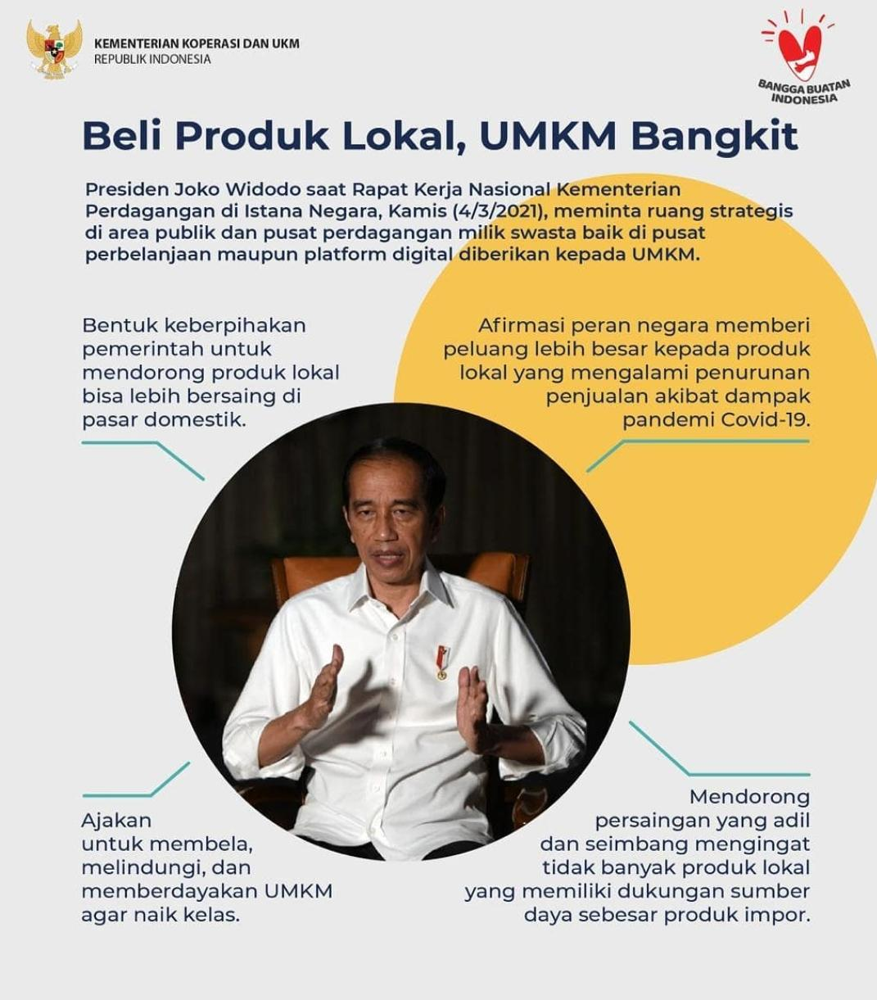 KEMENTERIAN KOPERASI DAN UKM
REPUBLIK INDONESIA
BANGGA BUATAN
INDONESIA
Beli Produk Lokal, UMKM Bangkit
Presiden Joko Widodo saat Rapat Kerja Nasional Kementerian
Perdagangan di Istana Negara, Kamis (4/3/2021), meminta ruang strategis
di area publik dan pusat perdagangan milik swasta baik di pusat
perbelanjaan maupun platform digital diberikan kepada UMKM.
Bentuk keberpihakan
pemerintah untuk
mendorong produk lokal
bisa lebih bersaing di
pasar domestik.
Afirmasi peran negara memberi
peluang lebih besar kepada produk
lokal yang mengalami penurunan
penjualan akibat dampak
pandemi Covid-19.
Ajakan
untuk membela,
melindungi, dan
memberdayakan UMKM
agar naik kelas.
Mendorong
persaingan yang adil
dan seimbang mengingat
tidak banyak produk lokal
yang memiliki dukungan sumber
daya sebesar produk impor.